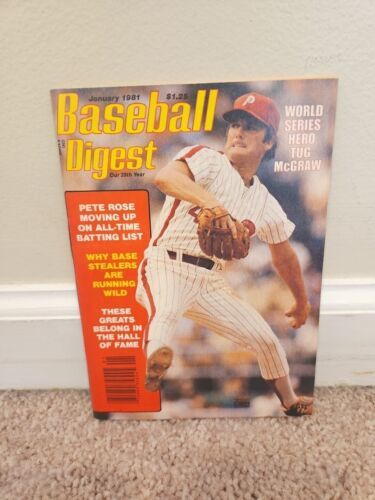 January 1981 $1.25
Baseball
Digest
Our 39th Year
WORLD
SERIES
HERO
TUG
McGRAW
P
PETE ROSE
MOVING UP
ON ALL-TIME
BATTING LIST
WHY BASE
STEALERS
ARE
RUNNING
WILD
THESE
GREATS
BELONG IN
THE HALL
OF FAME